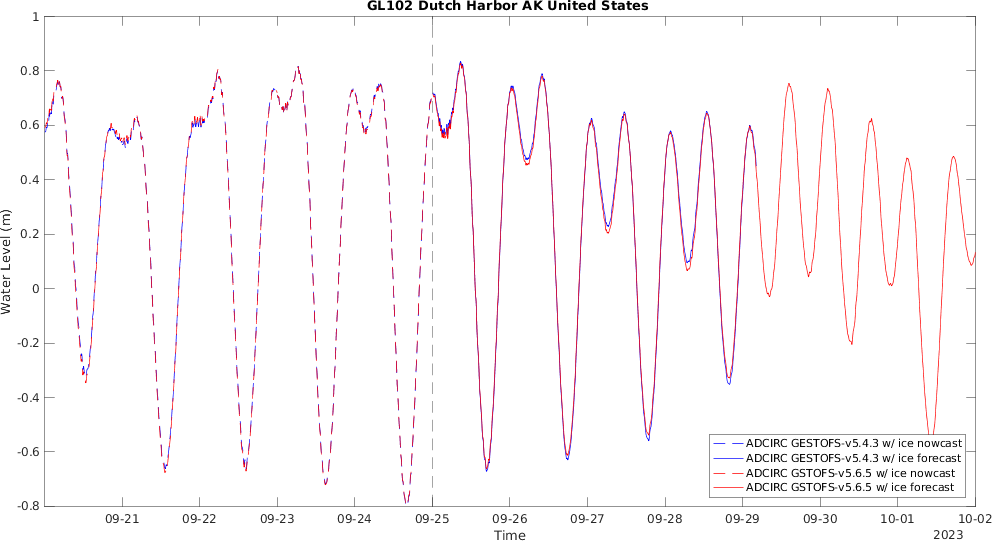 GL102 Dutch Harbor AK United States
1
0.8
0.6
0.4
0.2
0
-0.2
-0.4
-0.6
-0.8
Water Level (m)
ADCIRC GESTOFS-v5.4.3 w/ ice nowcast
ADCIRC GESTOFS-v5.4.3 w/ ice forecast
ADCIRC GSTOFS-v5.6.5 w/ ice nowcast
ADCIRC GSTOFS-v5.6.5 w/ ice forecast
09-21 09-22 09-23 09-24 09-25 09-26 09-27 09-28 09-29 09-30 10-01 10-02
Time
2023